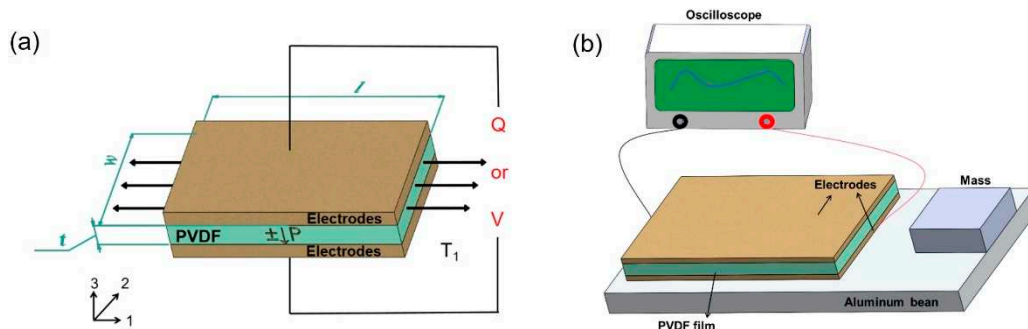 (a)
l
w
Q
or
V
Electrodes
PVDF
± P
Electrodes
t
T1
3
2
1
(b)
Oscilloscope
Electrodes
Mass
Aluminum bean
PVDF film